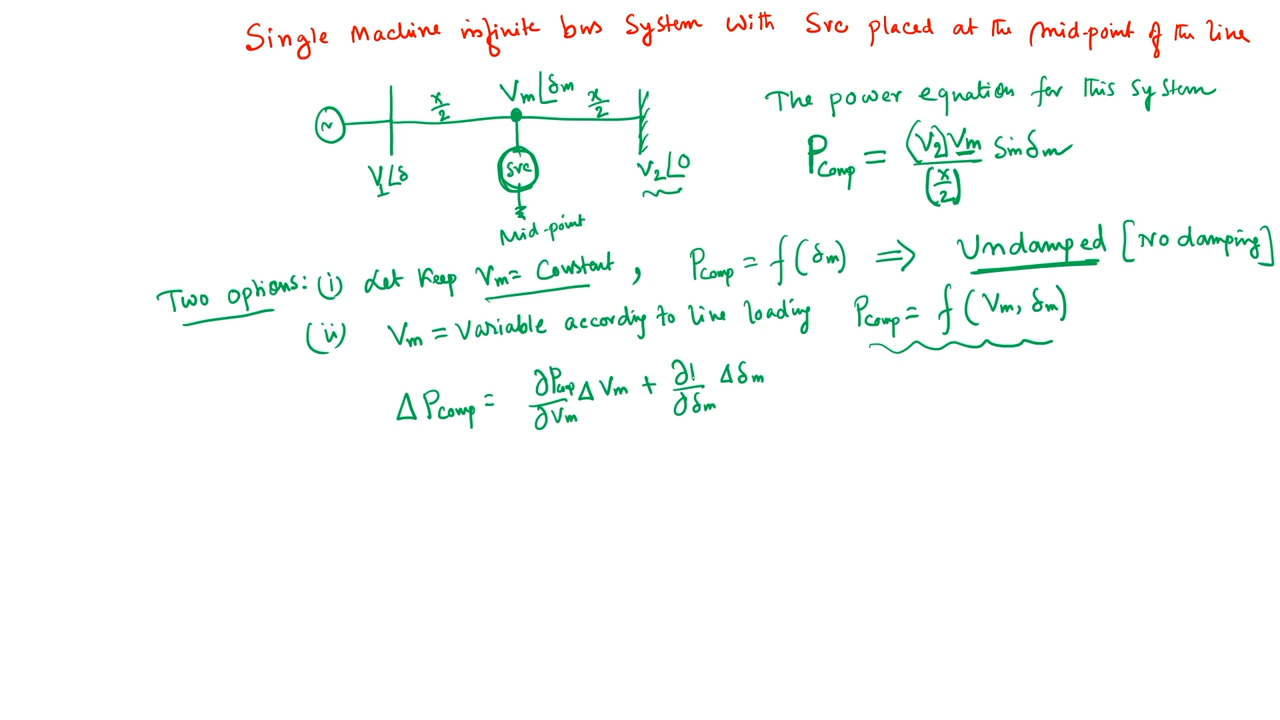 Single Machine infinite bus System with SVC placed at the Mid-point of the line
x/2 Vm∠δm x/2
~
SVC
V1∠δ V2∠0
Mid-point
The power equation for this system
Pcomp = (V2)Vm/(x/2) Sinδm
Two options: (i) Let Keep Vm = Constant, Pcomp = f(δm) ⇒ Undamped [No damping]
(ii) Vm = Variable according to line loading Pcomp = f(Vm, δm)
ΔPcomp = ∂Pcomp/∂Vm ΔVm + ∂1/∂δm Δδm